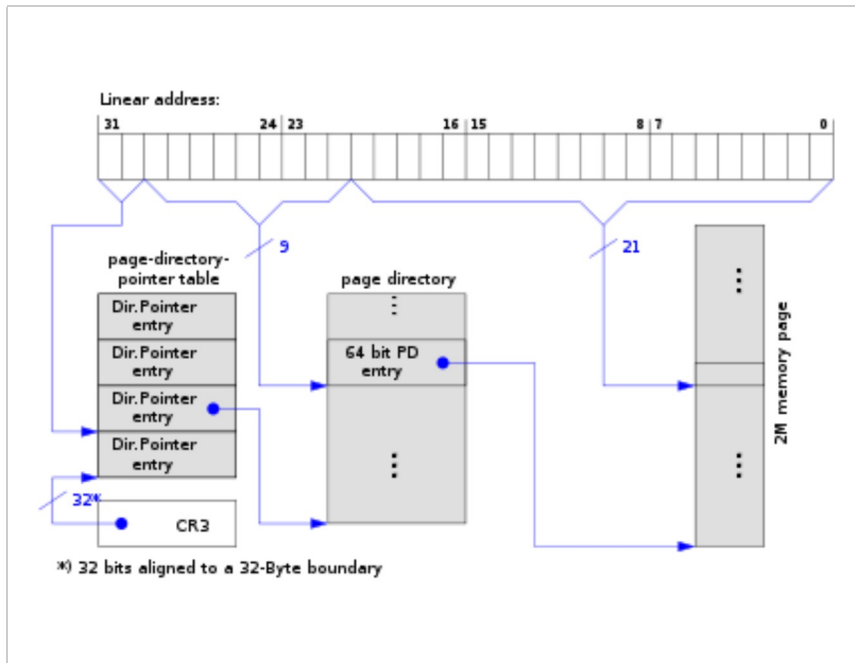 Linear address:
31 24 23 16 15 8 7 0
9 21
page-directory-
pointer table
page directory
Dir.Pointer
entry
Dir.Pointer
entry
64 bit PD
entry
Dir.Pointer
entry
Dir.Pointer
entry
2M memory page
32*
CR3
*) 32 bits aligned to a 32-Byte boundary